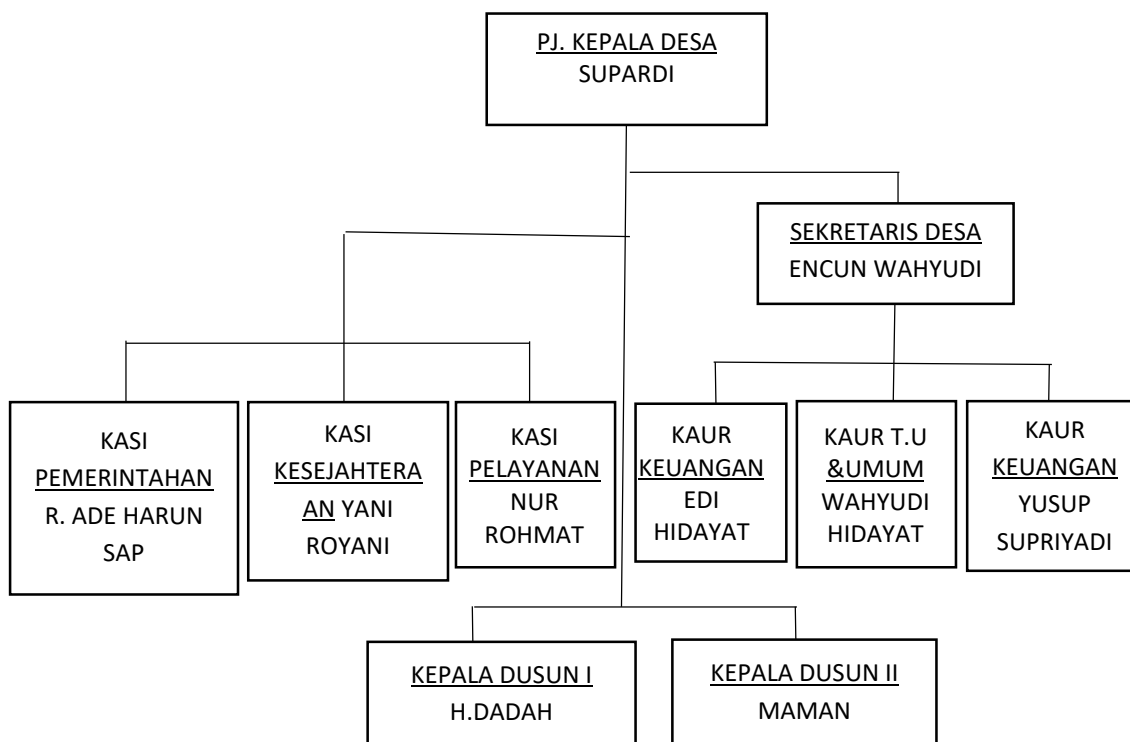 PJ. KEPALA DESA
SUPARDI
SEKRETARIS DESA
ENCUN WAHYUDI
KASI
PEMERINTAHAN
R. ADE HARUN
SAP
KASI
KESEJAHTERA
AN YANI
ROYANI
KASI
PELAYANAN
NUR
ROHMAT
KAUR
KEUANGAN
EDI
HIDAYAT
KAUR T.U
&UMUM
WAHYUDI
HIDAYAT
KAUR
KEUANGAN
YUSUP
SUPRIYADI
KEPALA DUSUN I
H.DADAH
KEPALA DUSUN II
MAMAN